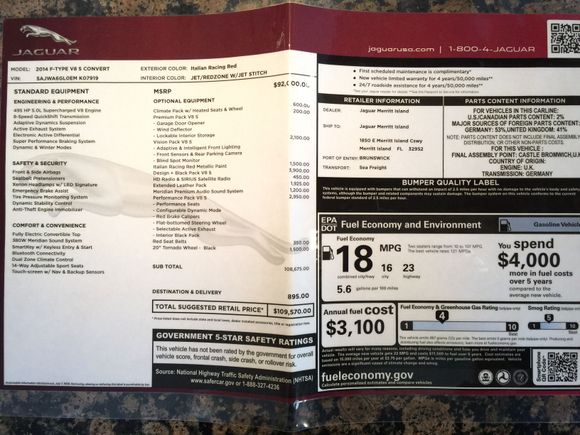 JAGUAR
jaguarusa.com | 1-800-4-JAGUAR
MODEL: 2014 F-TYPE V8 S CONVERT
VIN: SAJWA6GL0EM K07919
EXTERIOR COLOR: Italian Racing Red
INTERIOR COLOR: JET/REDZONE W/JET STITCH
STANDARD EQUIPMENT
ENGINEERING & PERFORMANCE
495 HP 5.0L Supercharged V8 Engine
8-Speed QuickShift Transmission
Adaptive Dynamics Suspension
Active Exhaust System
Electronic Active Differential
Super Performance Braking System
Dynamic & Winter Modes
SAFETY & SECURITY
Front & Side Airbags
Seatbelt Pretensioners
Xenon Headlamps w/ LED Signature
Emergency Brake Assist
Tire Pressure Monitoring System
Dynamic Stability Control
Anti-Theft Engine Immobilizer
COMFORT & CONVENIENCE
Fully Electric Convertible Top
380W Meridian Sound System
SmartKey w/ Keyless Entry & Start
Bluetooth Connectivity
Dual Zone Climate Control
14-Way Adjustable Sport Seats
Touch-screen w/ Nav & Backup Sensors
MSRP $92,000.00
OPTIONAL EQUIPMENT
Climate Pack w/ Heated Seats & Wheel 600.00
Premium Pack V8 S
- Garage Door Opener
- Wind Deflector
- Lockable Interior Storage
Vision Pack V8 S 2,100.00
- Adaptive & Intelligent Front Lighting
- Front Sensors & Rear Parking Camera
- Blind Spot Monitor
Italian Racing Red Metallic Paint
Design + Black Pack V8 S
HD Radio & SIRIUS Satellite Radio 450.00
Extended Leather Pack 1,925.00
Meridian Premium Audio Sound System
Performance Pack V8 S
- Performance Seats
- Configurable Dynamic Mode
- Red Brake Calipers
- Flat-bottomed Steering Wheel
- Selectable Active Exhaust
- Interior Black Pack
Red Seat Belts 350.00
20" Tornado Wheel - Black 1,500.00
SUB TOTAL 108,675.00
DESTINATION & DELIVERY 895.00
TOTAL SUGGESTED RETAIL PRICE* $109,570.00
GOVERNMENT 5-STAR SAFETY RATINGS
This vehicle has not been rated by the government for overall
vehicle score, frontal crash, side crash, or rollover risk.
Source: National Highway Traffic Safety Administration (NHTSA)
www.safercar.gov or 1-888-327-4236
First scheduled maintenance is complimentary*
New vehicle limited warranty for 4 years/50,000 miles**
24/7 roadside assistance for 4 years/50,000 miles**
RETAILER INFORMATION
DEALER: Jaguar Merritt Island
SHIP TO: Jaguar Merritt Island
1850 E Merritt Island Cswy
Merritt Island FL 32952
PORT OF ENTRY: BRUNSWICK
TRANSPORT: Sea Freight
PARTS CONTENT INFORMATION
FOR VEHICLES IN THIS CARLINE:
U.S./CANADIAN PARTS CONTENT: 2%
MAJOR SOURCES OF FOREIGN PARTS CONTENT:
GERMANY: 53% UNITED KINGDOM: 41%
NOTE: PARTS CONTENT DOES NOT INCLUDE FINAL ASSEMBLY,
DISTRIBUTION, OR OTHER NON-PARTS COSTS.
FOR THIS VEHICLE:
FINAL ASSEMBLY POINT: CASTLE BROMWICH, U.K.
COUNTRY OF ORIGIN:
ENGINE: U.K.
TRANSMISSION: GERMANY
BUMPER QUALITY LABEL
EPA
DOT
Fuel Economy and Environment
Gasoline Vehicle
Fuel Economy
18 MPG
16
23
combined city/hwy
city
highway
5.6 gallons per 100 miles
You spend
$4,000
more in fuel costs
over 5 years
compared to the
average new vehicle.
Annual fuel cost
$3,100
Fuel Economy & Greenhouse Gas Rating
4
1
10
Best
Smog Rating
5
1
10
Best
fueleconomy.gov
Calculate personalized estimates and compare vehicles
Smartphone
QR Code